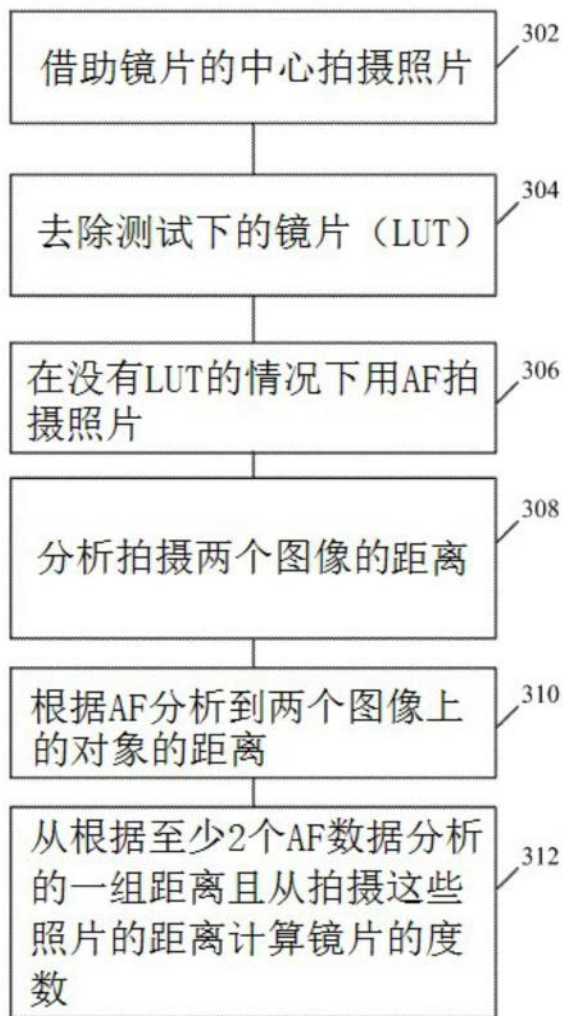 302
借助镜片的中心拍摄照片
304
去除测试下的镜片（LUT）
306
在没有LUT的情况下用AF拍
摄照片
308
分析拍摄两个图像的距离
310
根据AF分析到两个图像上
的对象的距离
312
从根据至少2个AF数据分析
的一组距离且从拍摄这些
照片的距离计算镜片的度
数